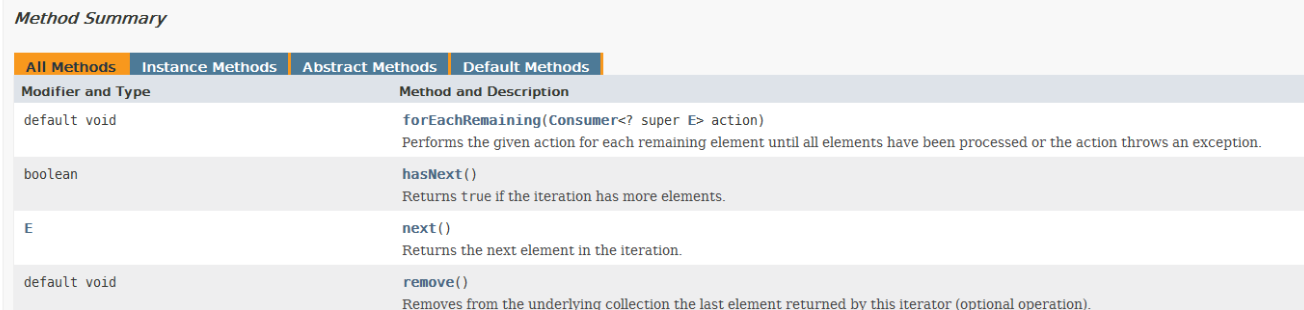 Method Summary
All Methods Instance Methods Abstract Methods Default Methods
Modifier and Type Method and Description
default void forEachRemaining(Consumer<? super E> action)
Performs the given action for each remaining element until all elements have been processed or the action throws an exception.
boolean hasNext()
Returns true if the iteration has more elements.
E next()
Returns the next element in the iteration.
default void remove()
Removes from the underlying collection the last element returned by this iterator (optional operation).